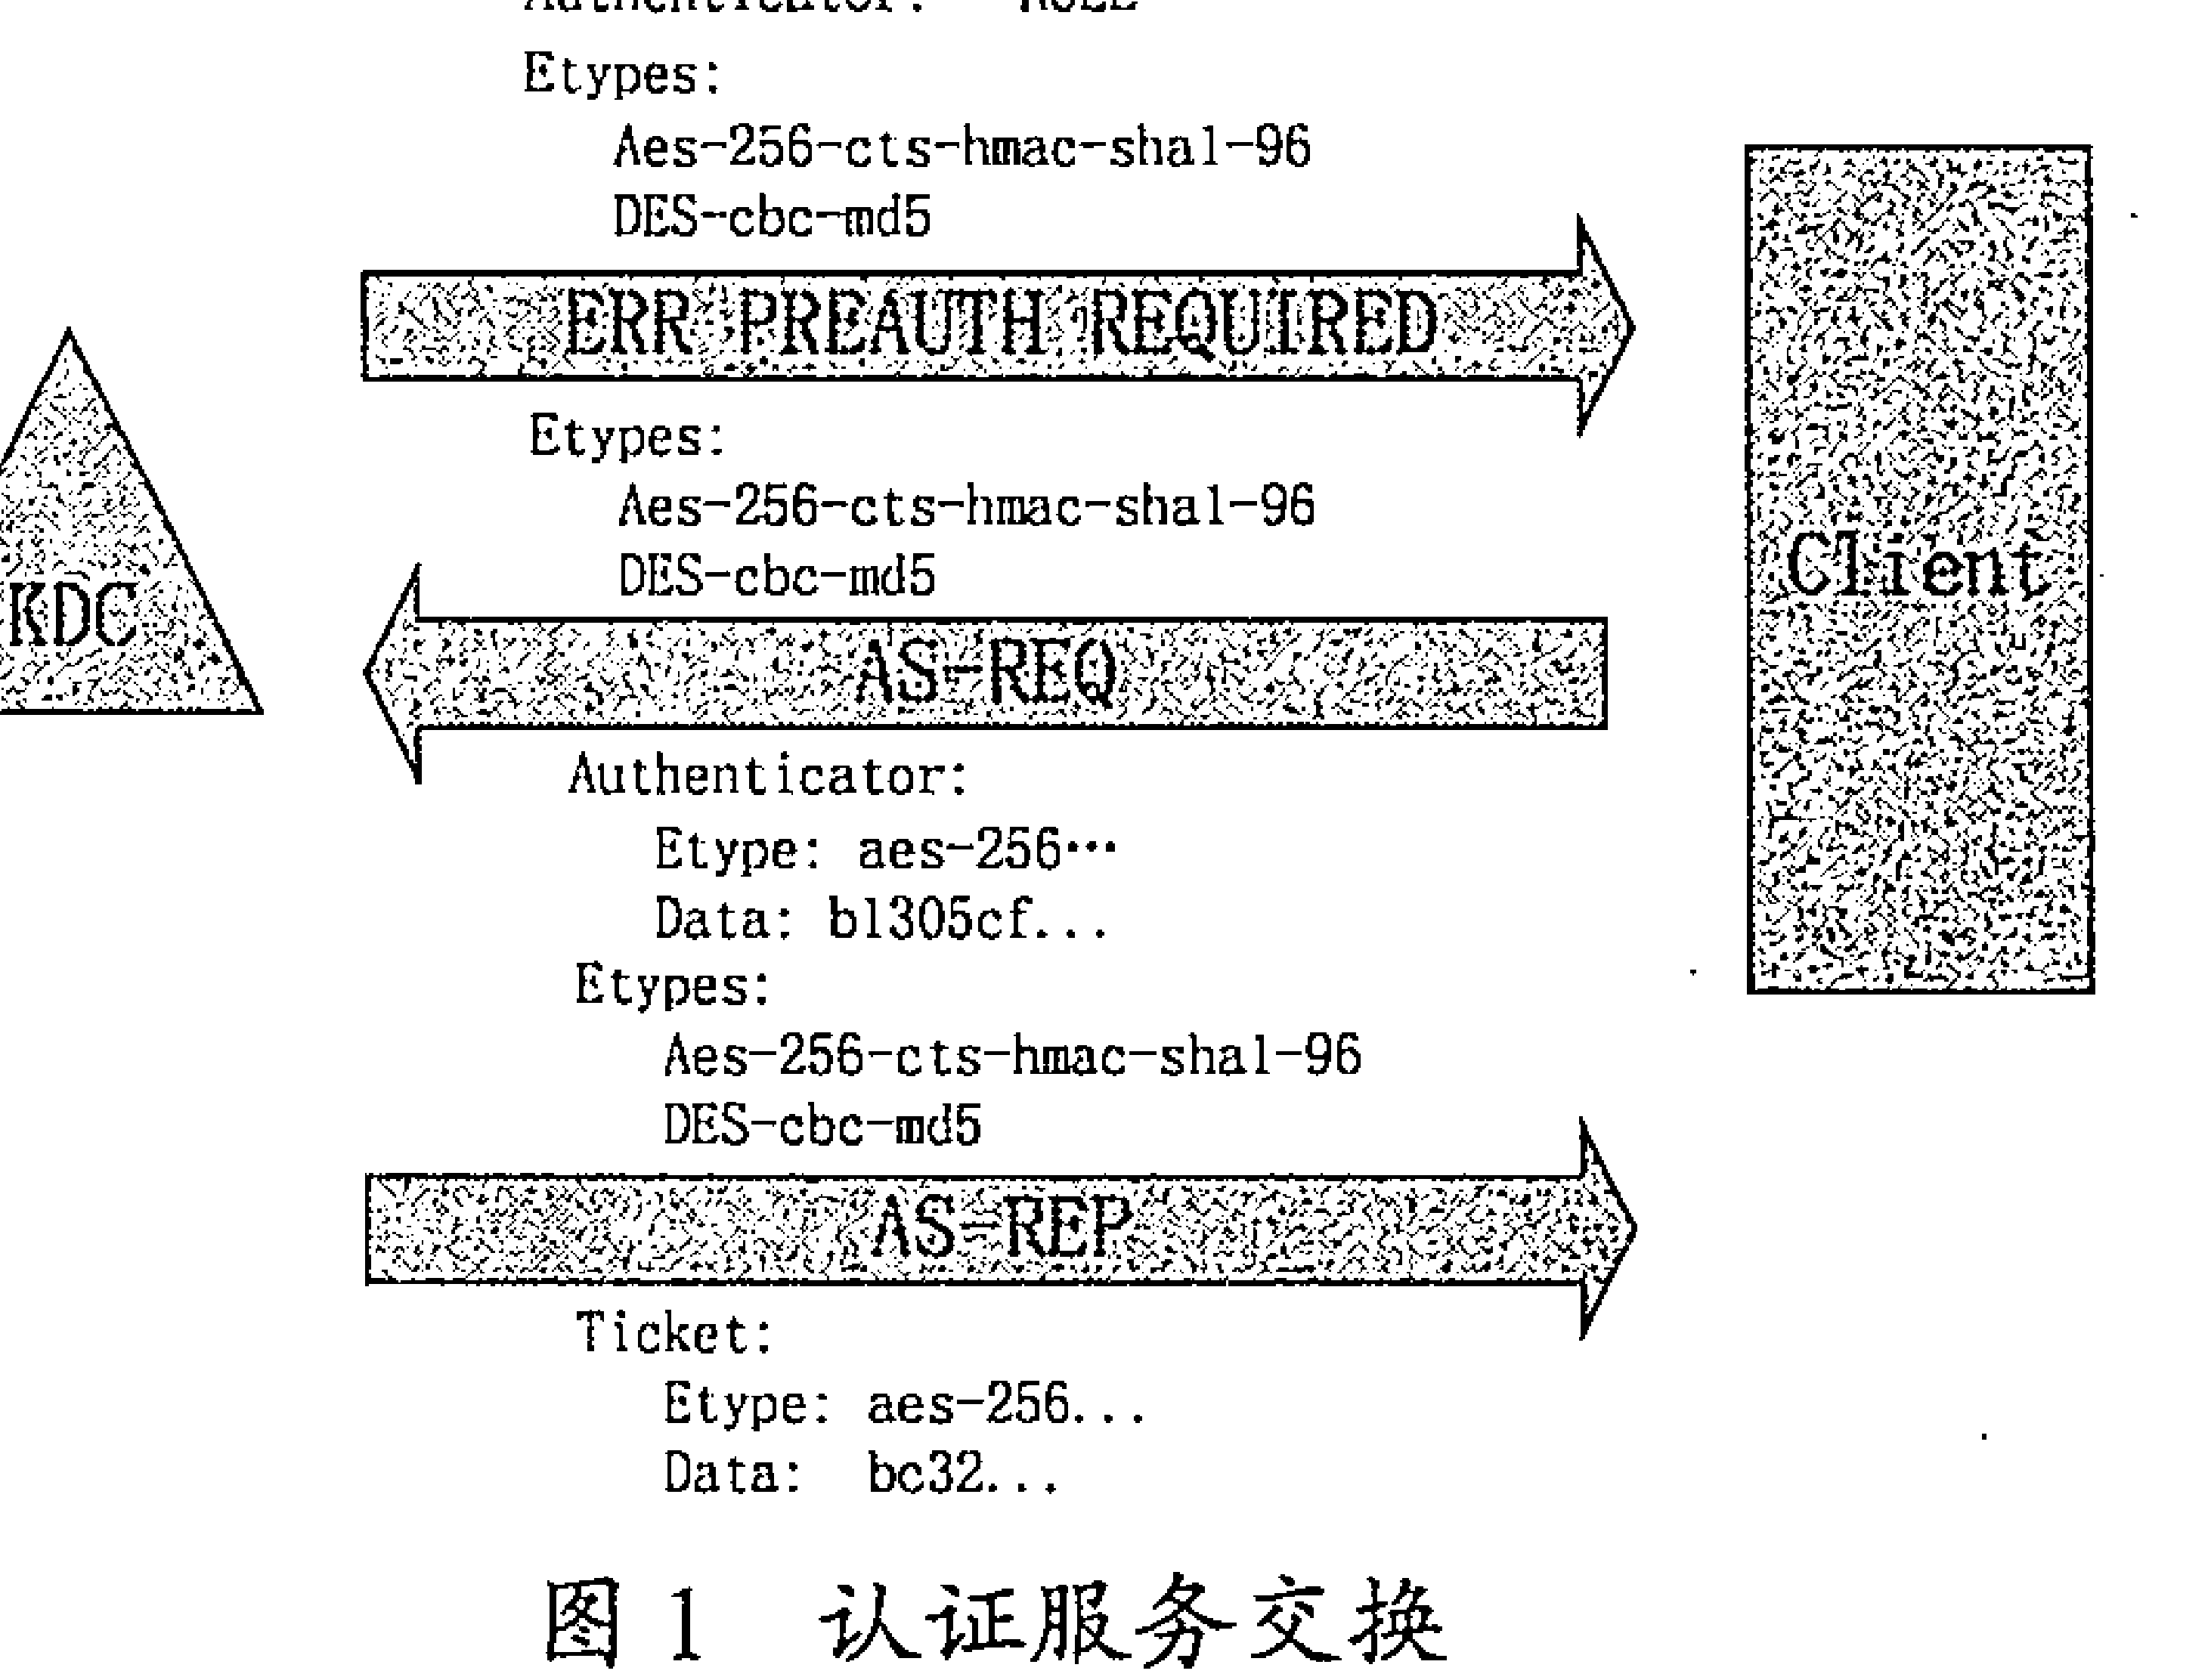 Etypes:
Aes-256-cts-hmac-sha1-96
DES-cbc-md5
ERR PREAUTH REQUIRED
Etypes:
Aes-256-cts-hmac-sha1-96
DES-cbc-md5
KDC
Client
AS-REQ
Authenticator:
Etype: aes-256…
Data: b1305cf...
Etypes:
Aes-256-cts-hmac-sha1-96
DES-cbc-md5
AS-REP
Ticket:
Etype: aes-256...
Data: bc32...
图 1 认证服务交换